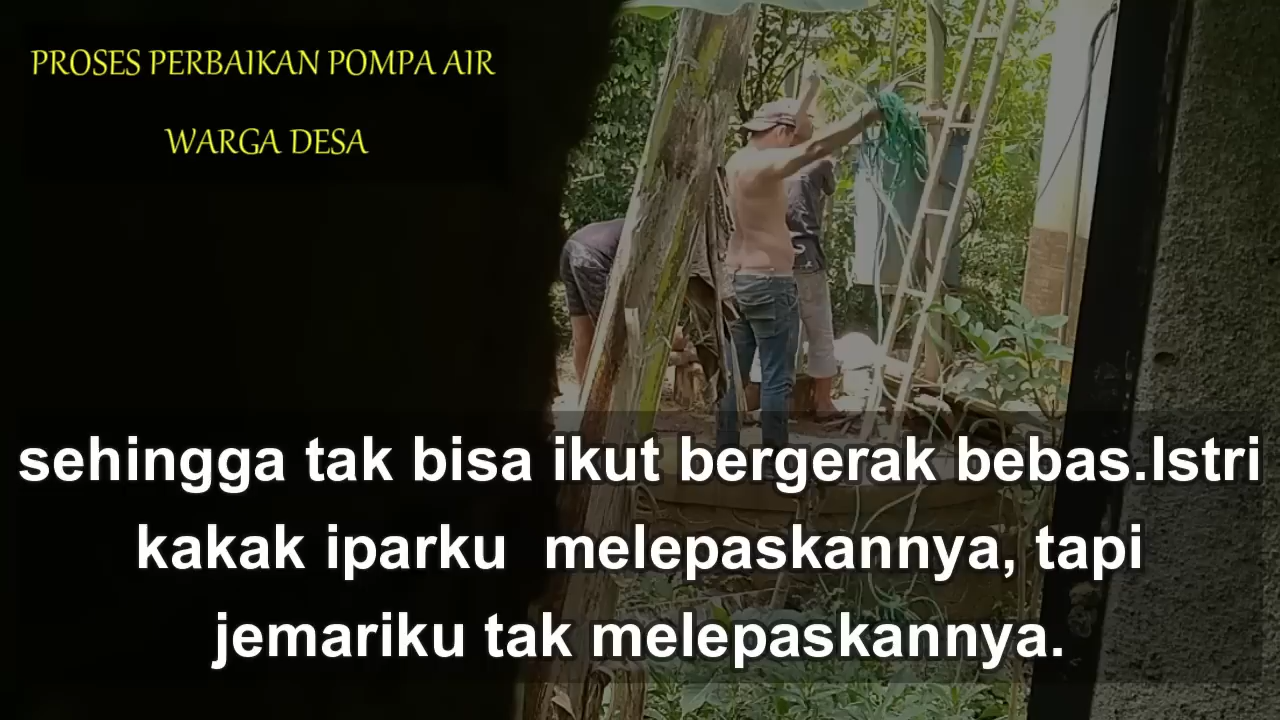 PROSES PERBAIKAN POMPA AIR
WARGA DESA
sehingga tak bisa ikut bergerak bebas.Istri
kakak iparku  melepaskannya, tapi
jemariku tak melepaskannya.